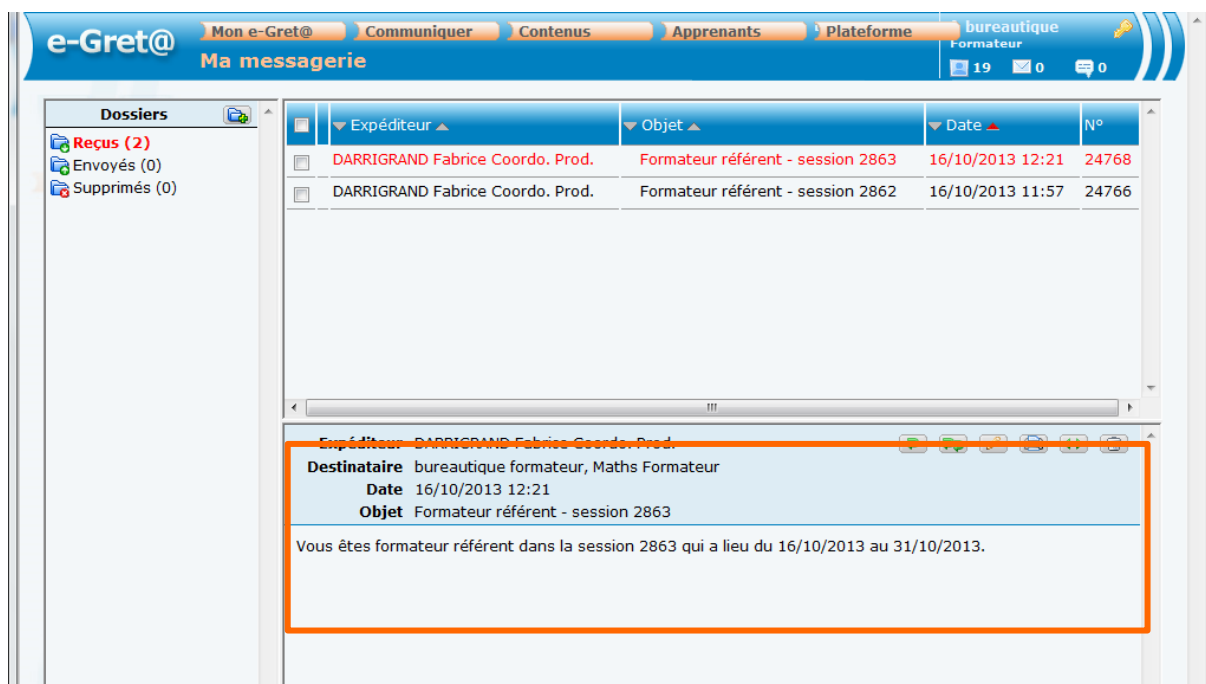 e-Gret@
Mon e-Gret@ Communiquer Contenus Apprenants Plateforme
bureautique
Formateur
Ma messagerie
19 0 0
Dossiers
Reçus (2)
Envoyés (0)
Supprimés (0)
Expéditeur Objet Date N°
DARRIGRAND Fabrice Coordo. Prod. Formateur référent - session 2863 16/10/2013 12:21 24768
DARRIGRAND Fabrice Coordo. Prod. Formateur référent - session 2862 16/10/2013 11:57 24766
Expéditeur DARRIGRAND Fabrice Coordo. Prod.
Destinataire bureautique formateur, Maths Formateur
Date 16/10/2013 12:21
Objet Formateur référent - session 2863
Vous êtes formateur référent dans la session 2863 qui a lieu du 16/10/2013 au 31/10/2013.